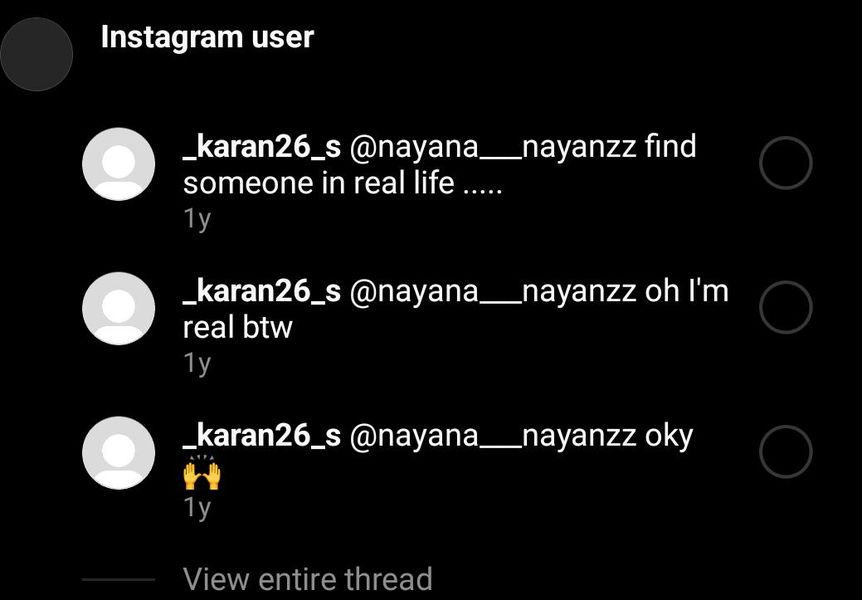 Instagram user
_karan26_s @nayana___nayanzz find
someone in real life .....
1y
_karan26_s @nayana___nayanzz oh I'm
real btw
1y
_karan26_s @nayana___nayanzz oky
🙌
1y
View entire thread